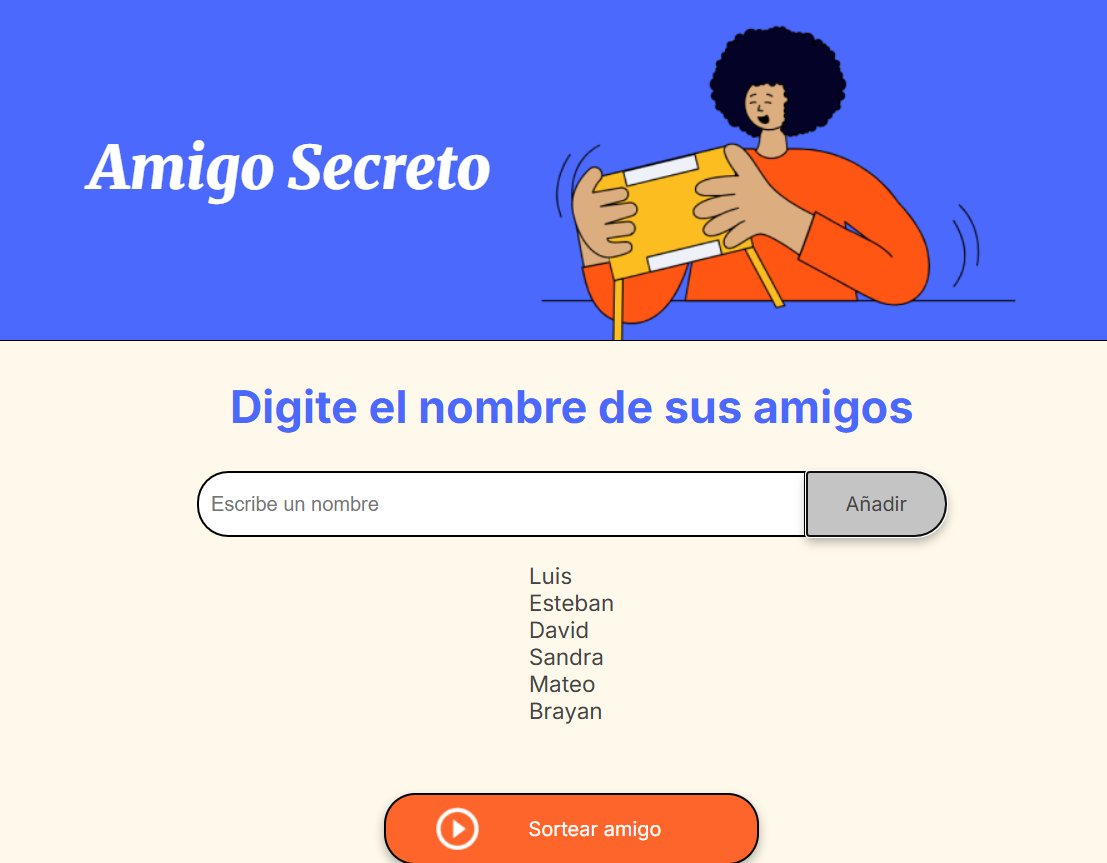 Amigo Secreto
Digite el nombre de sus amigos
Escribe un nombre
Añadir
Luis
Esteban
David
Sandra
Mateo
Brayan
Sortear amigo